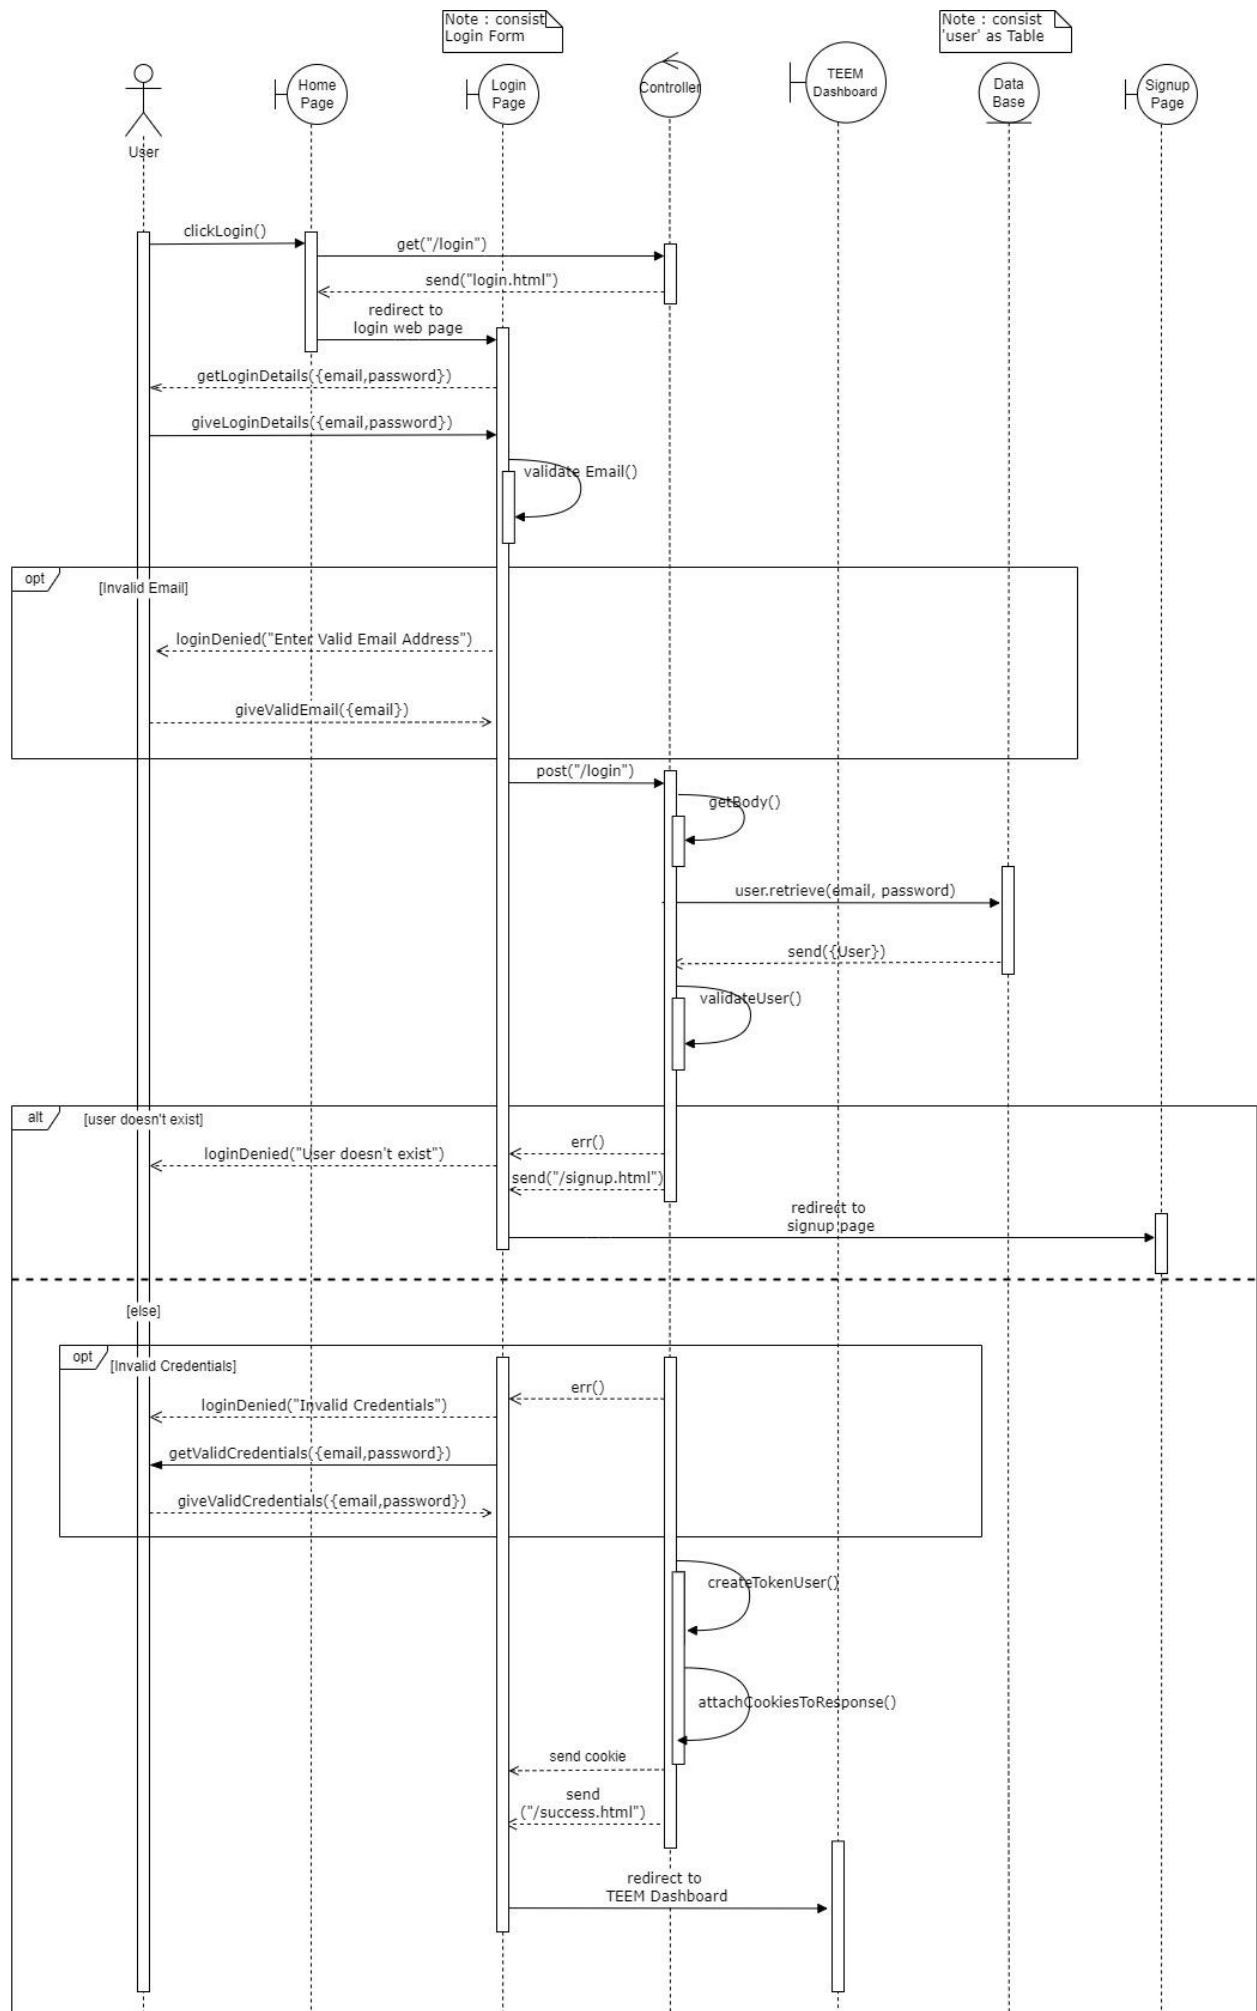 Note : consist
Login Form
Note : consist
'user' as Table
User
Home
Page
Login
Page
Controller
TEEM
Dashboard
Data
Base
Signup
Page
clickLogin()
get("/login")
send("login.html")
redirect to
login web page
getLoginDetails({email,password})
giveLoginDetails({email,password})
validate Email()
opt
[Invalid Email]
loginDenied("Enter Valid Email Address")
giveValidEmail({email})
post("/login")
getBody()
user.retrieve(email, password)
send({User})
validateUser()
alt
[user doesn't exist]
err()
loginDenied("User doesn't exist")
send("/signup.html")
redirect to
signup page
[else]
opt
[Invalid Credentials]
err()
loginDenied("Invalid Credentials")
getValidCredentials({email,password})
giveValidCredentials({email,password})
createTokenUser()
attachCookiesToResponse()
send cookie
send
("/success.html")
redirect to
TEEM Dashboard